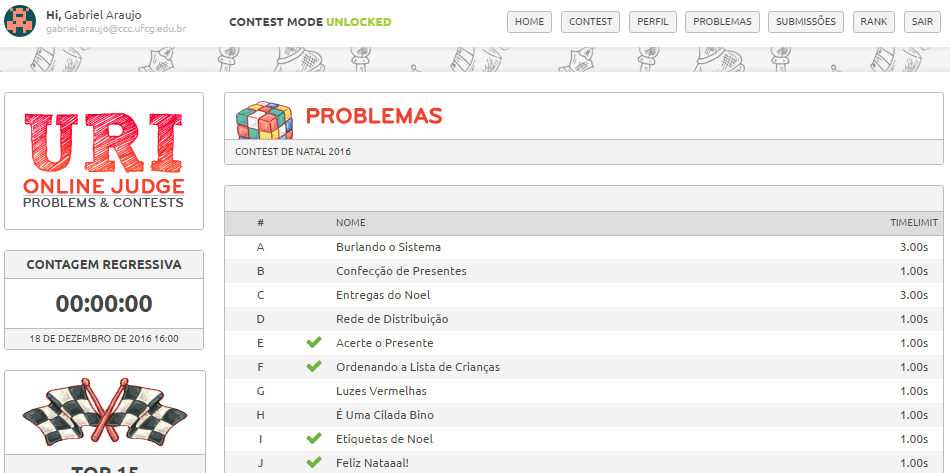 Hi, Gabriel Araujo
gabriel.araujo@ccc.ufcg.edu.br
CONTEST MODE UNLOCKED
HOME
CONTEST
PERFIL
PROBLEMAS
SUBMISSÕES
RANK
SAIR
URI
ONLINE JUDGE
PROBLEMS & CONTESTS
CONTAGEM REGRESSIVA
00:00:00
18 DE DEZEMBRO DE 2016 16:00
TOP 15
PROBLEMAS
CONTEST DE NATAL 2016
# NOME TIMELIMIT
A Burlando o Sistema 3.00s
B Confecção de Presentes 1.00s
C Entregas do Noel 3.00s
D Rede de Distribuição 1.00s
E Acerte o Presente 1.00s
F Ordenando a Lista de Crianças 1.00s
G Luzes Vermelhas 1.00s
H É Uma Cilada Bino 1.00s
I Etiquetas de Noel 1.00s
J Feliz Nataaal! 1.00s